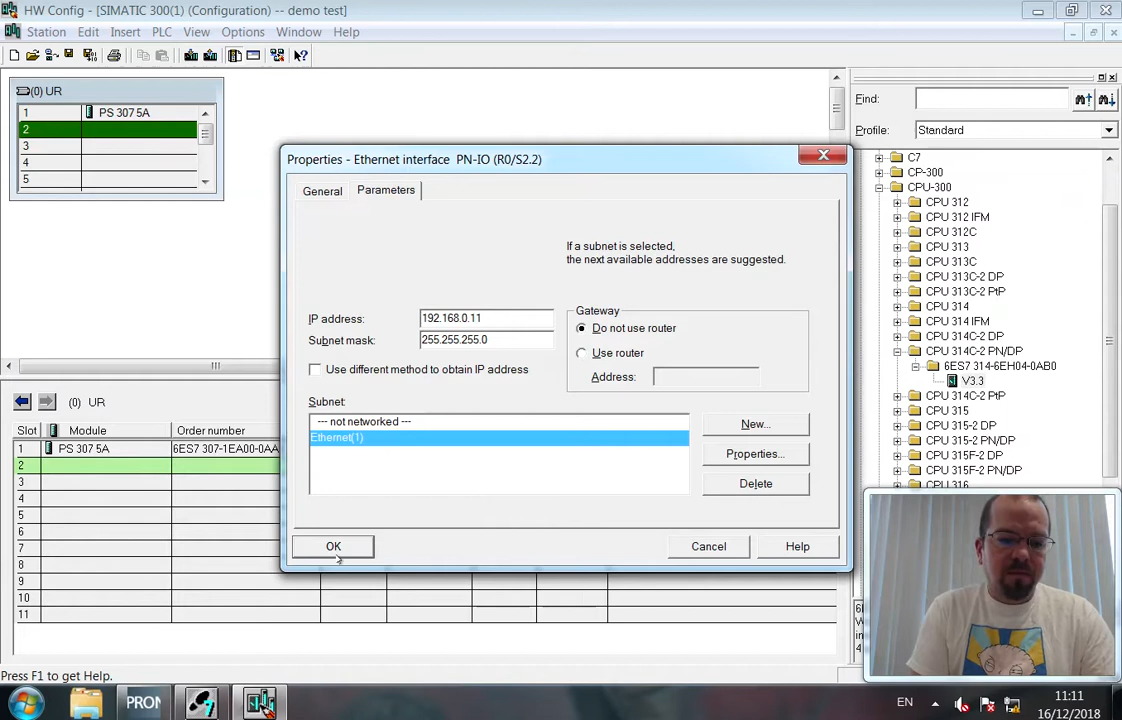 HW Config - [SIMATIC 300(1) (Configuration) -- demo test]
Station Edit Insert PLC View Options Window Help
(0) UR
1 PS 307 5A
2
3
4
5
Find:
Profile: Standard
C7
CP-300
CPU-300
CPU 312
CPU 312 IFM
CPU 312C
CPU 313
CPU 313C
CPU 313C-2 DP
CPU 313C-2 PtP
CPU 314
CPU 314 IFM
CPU 314C-2 DP
CPU 314C-2 PN/DP
6ES7 314-6EH04-0AB0
V3.3
CPU 314C-2 PtP
CPU 315
CPU 315-2 DP
CPU 315-2 PN/DP
CPU 315F-2 DP
CPU 315F-2 PN/DP
CPU 316
Properties - Ethernet interface PN-IO (R0/S2.2)
General Parameters
If a subnet is selected,
the next available addresses are suggested.
IP address: 192.168.0.11
Subnet mask: 255.255.255.0
Use different method to obtain IP address
Gateway
Do not use router
Use router
Address:
Subnet:
--- not networked ---
Ethernet(1)
New...
Properties...
Delete
OK Cancel Help
(0) UR
Slot Module Order number
1 PS 307 5A 6ES7 307-1EA00-0AA
2
3
4
5
6
7
8
9
10
11
Press F1 to get Help.
PRON
EN
11:11
16/12/2018